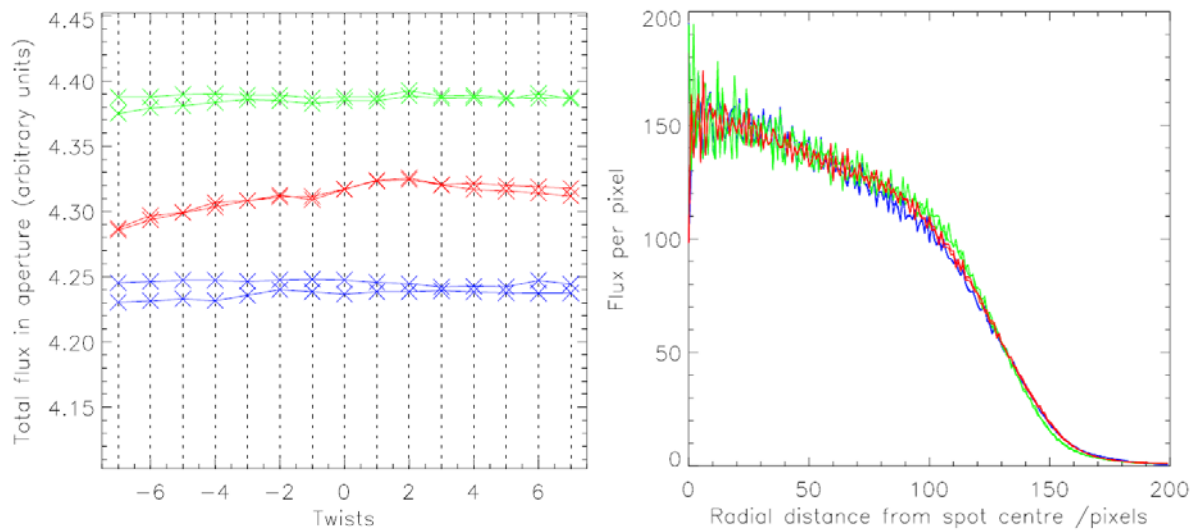 4.45
4.40
4.35
4.30
4.25
4.20
4.15
Total flux in aperture (arbitrary units)
−6 −4 −2 0 2 4 6
Twists
200
150
100
50
0
Flux per pixel
0 50 100 150 200
Radial distance from spot centre /pixels